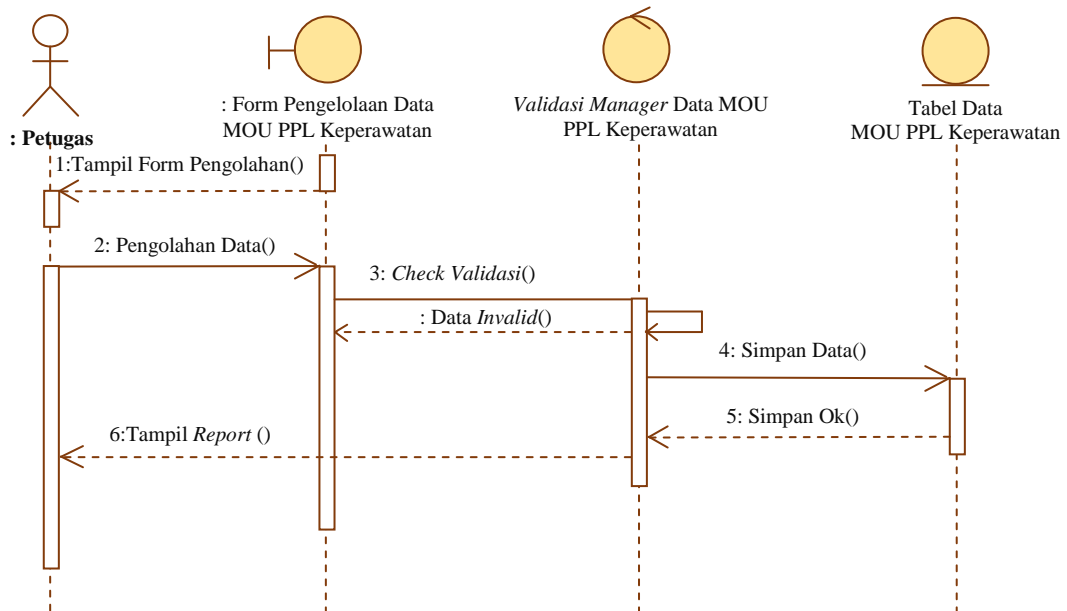 : Petugas
: Form Pengelolaan Data
MOU PPL Keperawatan
Validasi Manager Data MOU
PPL Keperawatan
Tabel Data
MOU PPL Keperawatan
1:Tampil Form Pengolahan()
2: Pengolahan Data()
3: Check Validasi()
: Data Invalid()
4: Simpan Data()
5: Simpan Ok()
6:Tampil Report ()